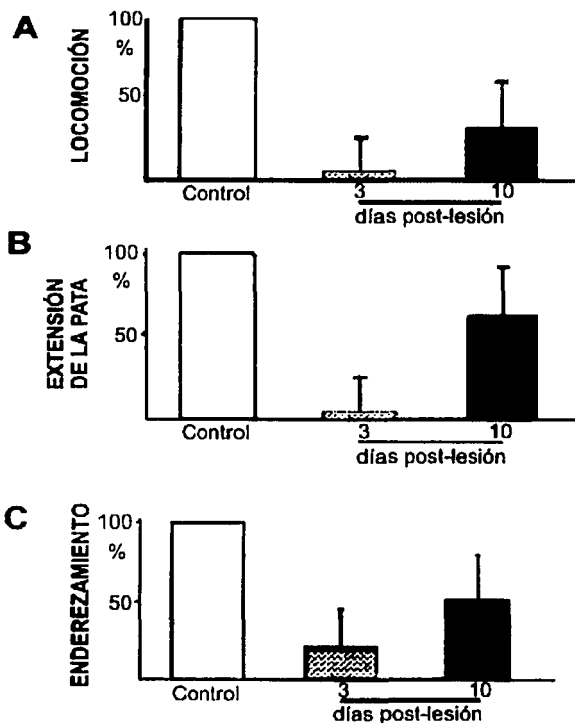 A
LOCOMOCIÓN
100
%
50
Control
3
10
días post-lesión
B
EXTENSIÓN
DE LA PATA
100
%
50
Control
3
10
días post-lesión
C
ENDEREZAMIENTO
100
%
50
Control
3
10
días post-lesión